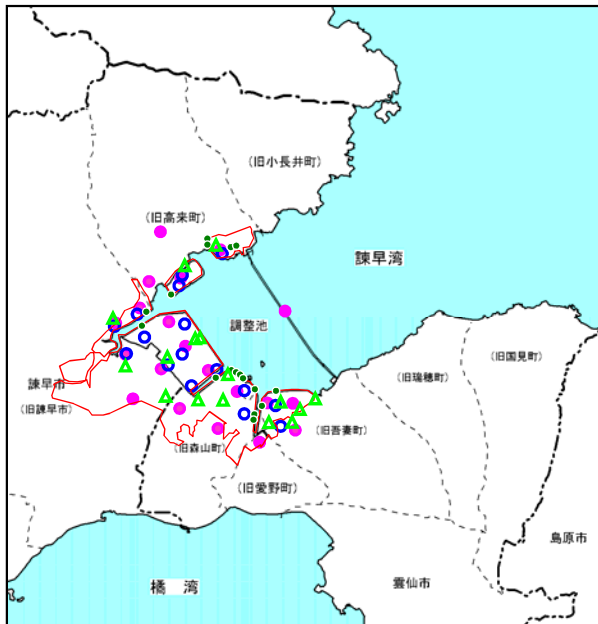 (旧小長井町)
(旧高来町)
諫早湾
調整池
(旧国見町)
(旧瑞穂町)
諫早市
(旧諫早市)
(旧吾妻町)
(旧森山町)
(旧愛野町)
島原市
橘 湾
雲仙市